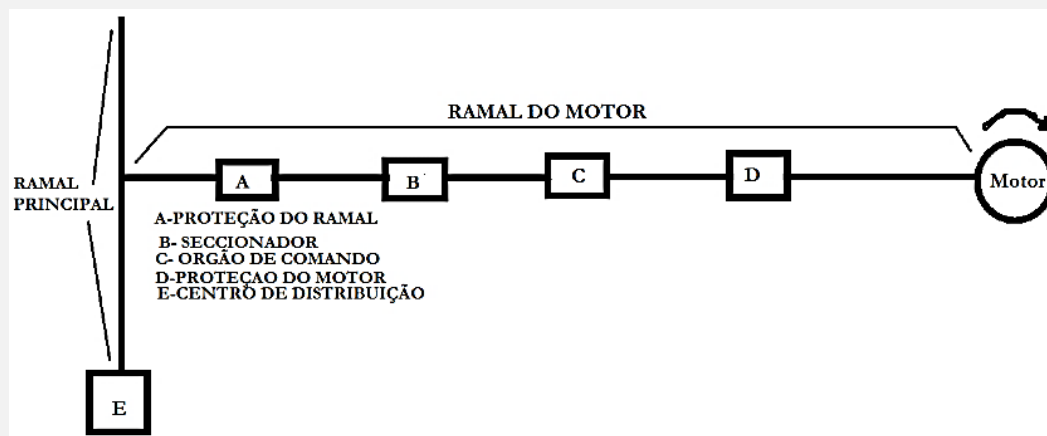 RAMAL DO MOTOR
RAMAL
PRINCIPAL
A
B
C
D
Motor
A-PROTEÇÃO DO RAMAL
B- SECCIONADOR
C- ORGÃO DE COMANDO
D-PROTEÇAO DO MOTOR
E-CENTRO DE DISTRIBUIÇÃO
E